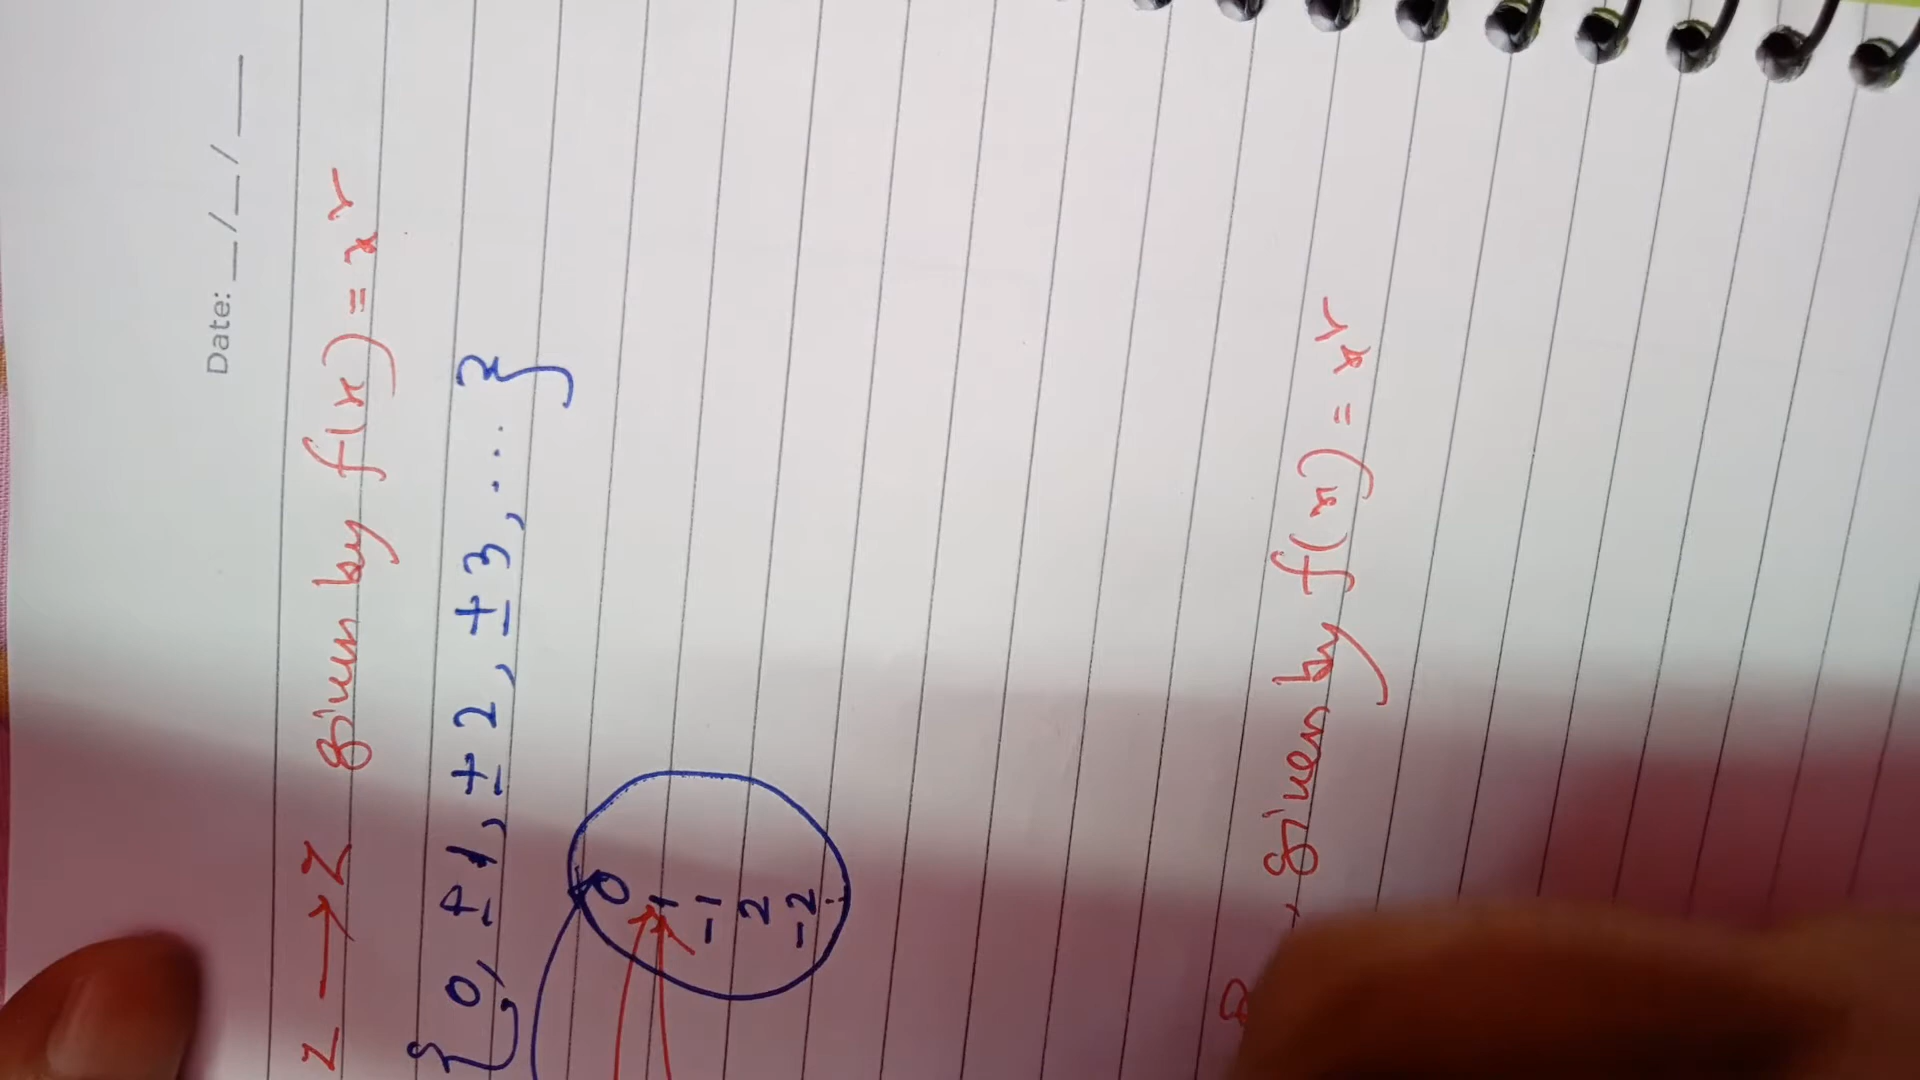 Date: __/__/__
Z → Z given by f(x) = x²
{0, ±1, ±2, ±3, ... }
0
1
-1
2
-2
⋮
, given by f(x) = x²